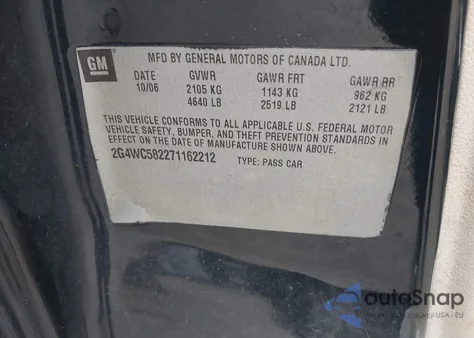 GM
MFD BY GENERAL MOTORS OF CANADA LTD.
DATE GVWR GAWR FRT GAWR RR
10/06 2105 KG 1143 KG 962 KG
4640 LB 2519 LB 2121 LB
THIS VEHICLE CONFORMS TO ALL APPLICABLE U.S. FEDERAL MOTOR
VEHICLE SAFETY, BUMPER, AND THEFT PREVENTION STANDARDS IN
EFFECT ON THE DATE OF MANUFACTURE SHOWN ABOVE.
2G4WC582271162212 TYPE: PASS CAR
autoSnap